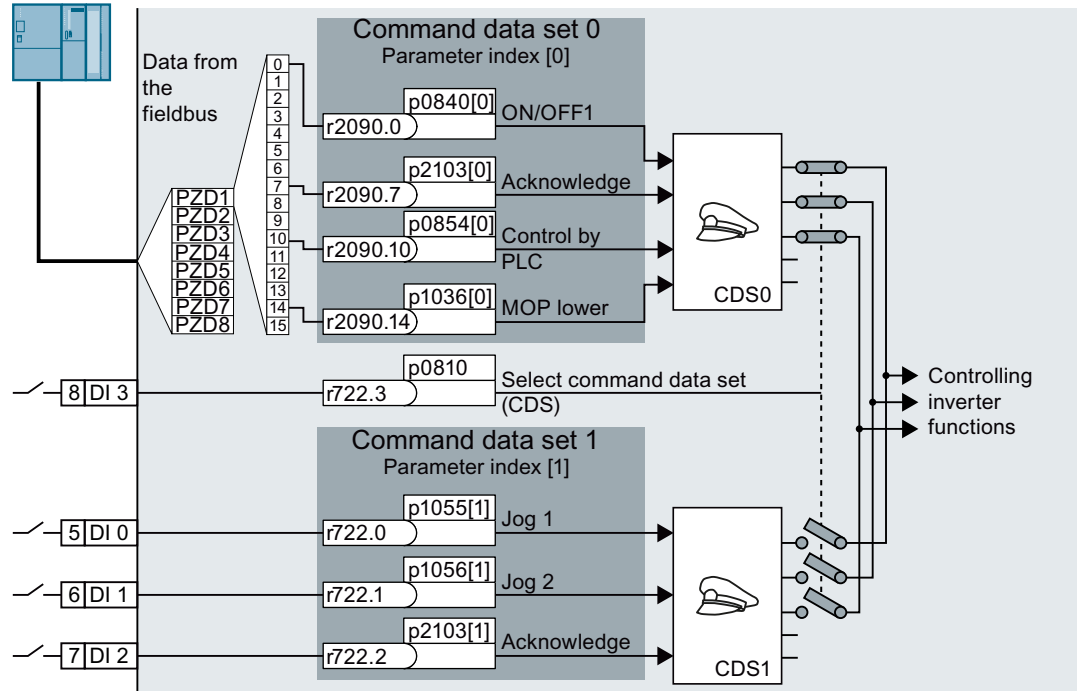 Command data set 0
Parameter index [0]
Data from
the
fieldbus
0
1
2
3
4
5
6
7
8
9
10
11
12
13
14
15
PZD1
PZD2
PZD3
PZD4
PZD5
PZD6
PZD7
PZD8
p0840[0]
r2090.0
ON/OFF1
p2103[0]
r2090.7
Acknowledge
p0854[0]
r2090.10
Control by
PLC
p1036[0]
r2090.14
MOP lower
CDS0
8 DI 3
p0810
r722.3
Select command data set
(CDS)
Controlling
inverter
functions
Command data set 1
Parameter index [1]
5 DI 0
p1055[1]
r722.0
Jog 1
6 DI 1
p1056[1]
r722.1
Jog 2
7 DI 2
p2103[1]
r722.2
Acknowledge
CDS1